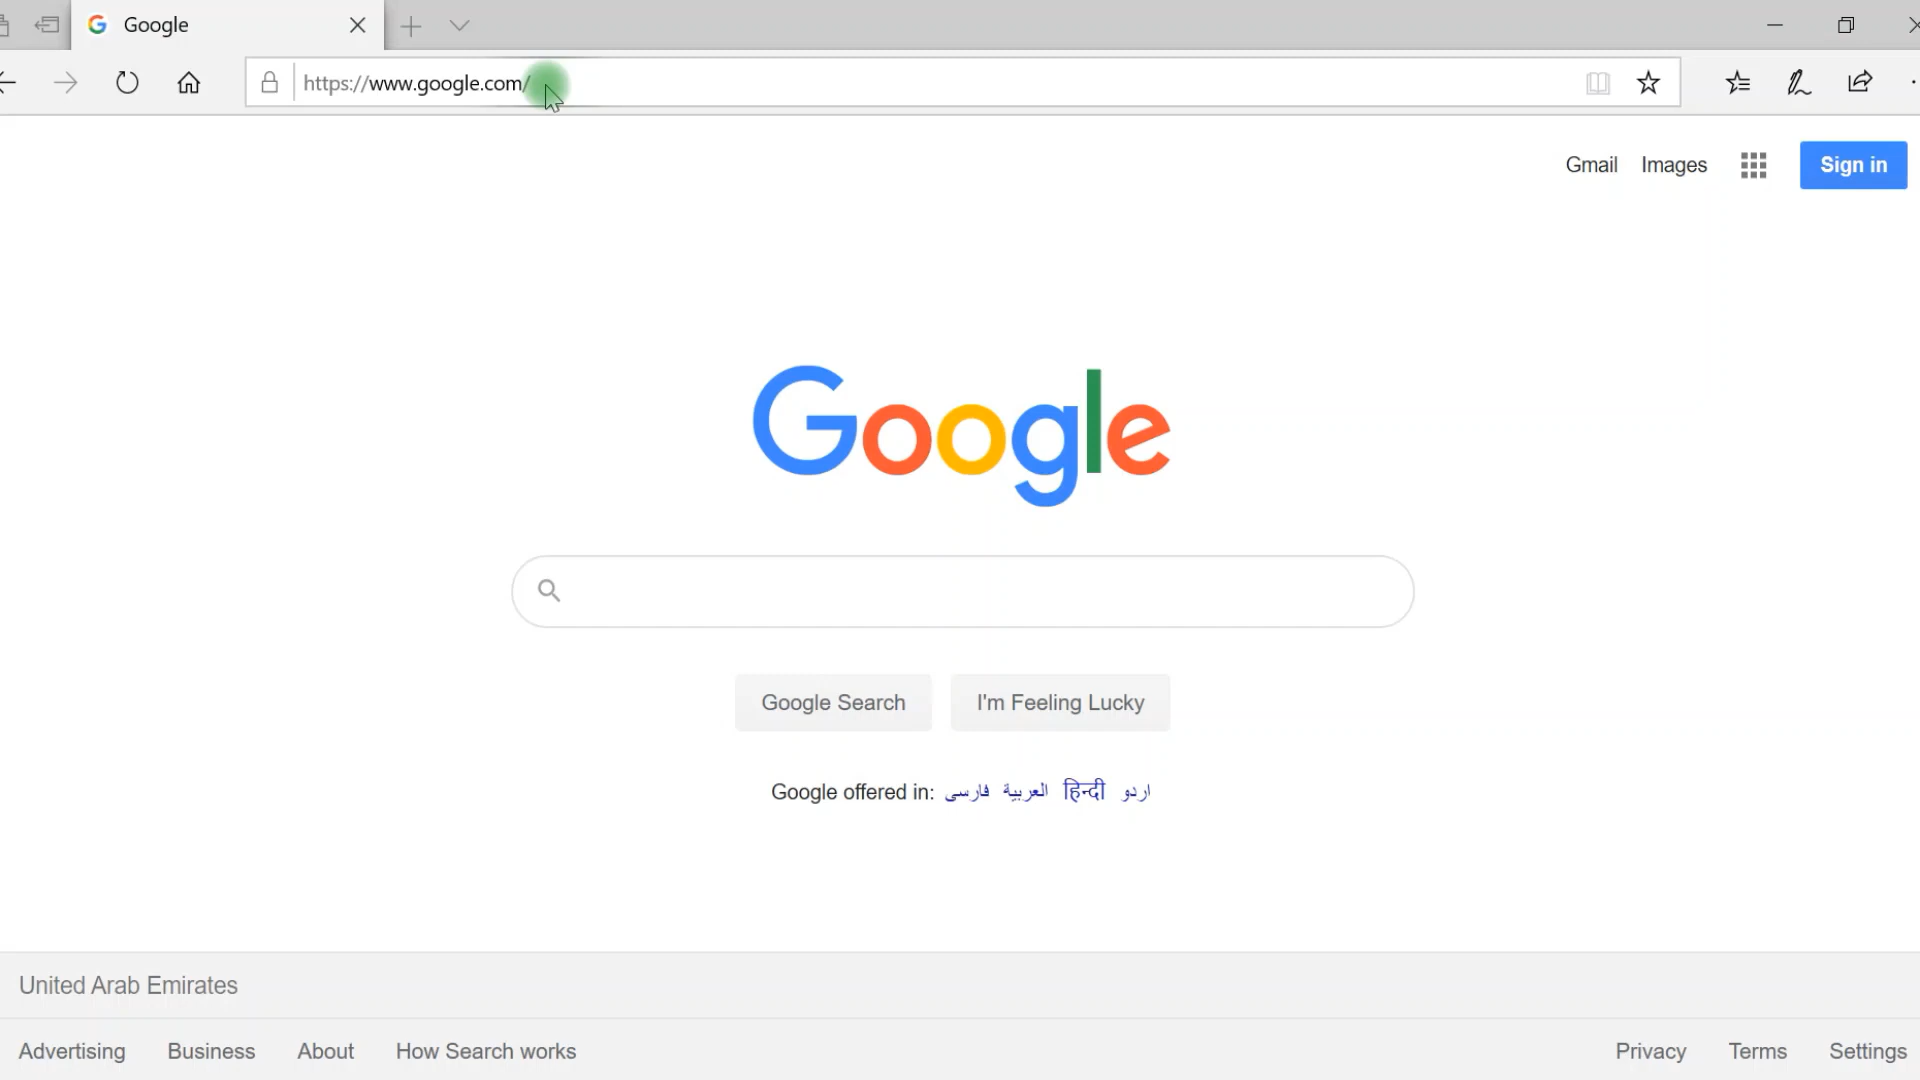 Google
https://www.google.com/
Gmail Images Sign in
Google
Google Search I'm Feeling Lucky
Google offered in: فارسی العربية हिन्दी اردو
United Arab Emirates
Advertising Business About How Search works Privacy Terms Settings